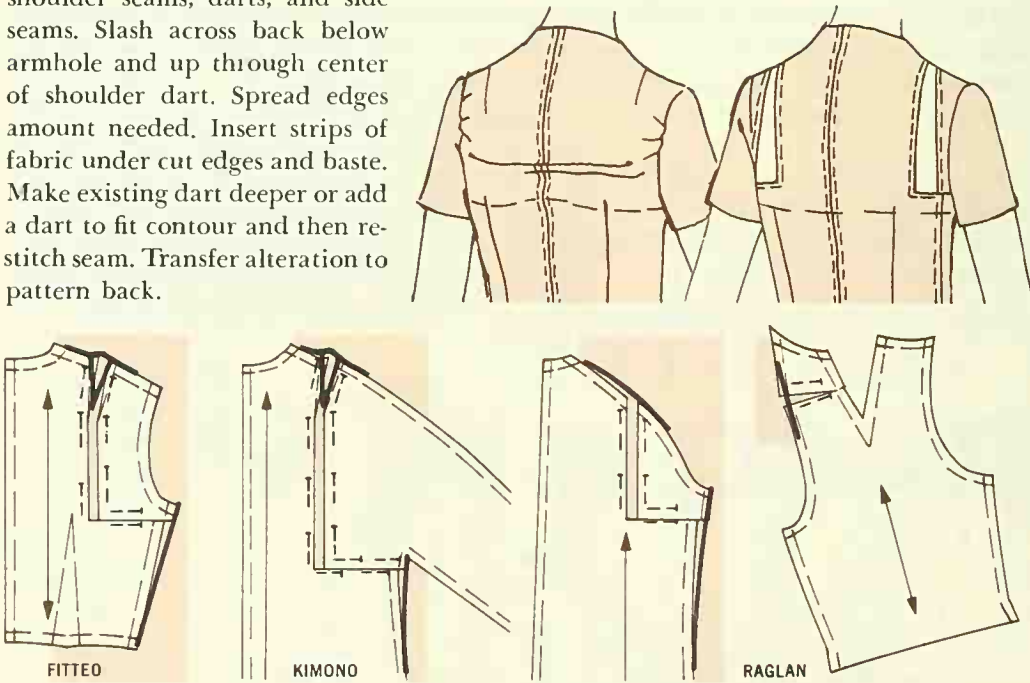 shoulder seams, darts, and side
seams. Slash across back below
armhole and up through center
of shoulder dart. Spread edges
amount needed. Insert strips of
fabric under cut edges and baste.
Make existing dart deeper or add
a dart to fit contour and then re-
stitch seam. Transfer alteration to
pattern back.
FITTEO
KIMONO
RAGLAN